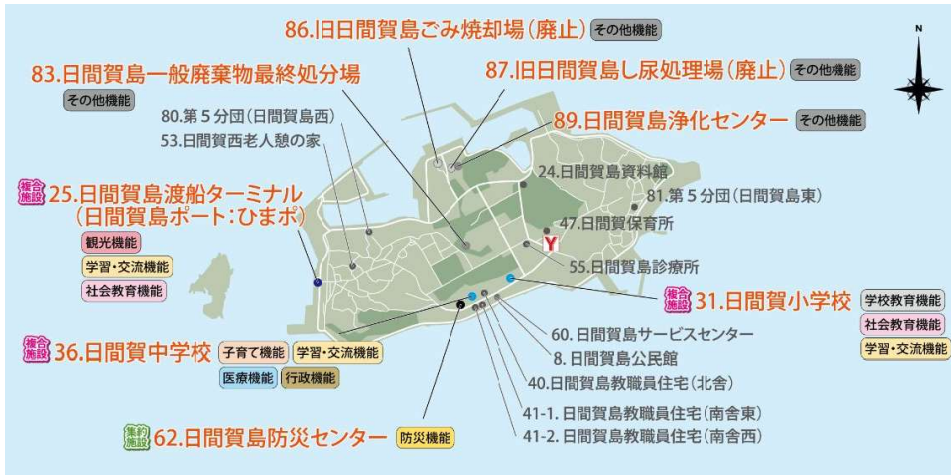 86.旧日間賀島ごみ焼却場(廃止) その他機能
N
83.日間賀島一般廃棄物最終処分場
その他機能
87.旧日間賀島し尿処理場(廃止) その他機能
80.第5分団(日間賀島西)
89.日間賀島浄化センター その他機能
53.日間賀西老人憩の家
24.日間賀島資料館
複合施設 25.日間賀島渡船ターミナル
(日間賀島ポート:ひまポ)
81.第5分団(日間賀島東)
47.日間賀保育所
観光機能
学習・交流機能
社会教育機能
Y
55.日間賀島診療所
複合施設 31.日間賀小学校 学校教育機能
社会教育機能
学習・交流機能
60.日間賀島サービスセンター
複合施設 36.日間賀中学校 子育て機能 学習・交流機能
医療機能 行政機能
8.日間賀島公民館
40.日間賀島教職員住宅(北舎)
41-1.日間賀島教職員住宅(南舎東)
集約施設 62.日間賀島防災センター 防災機能
41-2.日間賀島教職員住宅(南舎西)